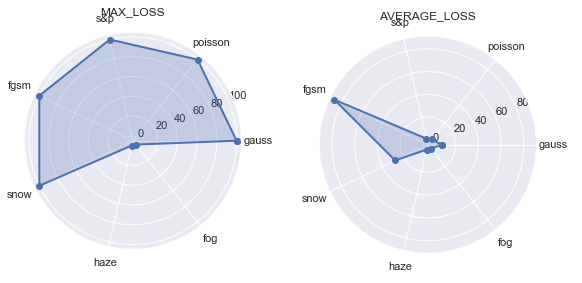 MAX_LOSS
s&p
poisson
fgsm
100
80
60
40
20
0
gauss
snow
fog
haze
AVERAGE_LOSS
s&p
poisson
fgsm
80
60
40
20
0
gauss
snow
fog
haze